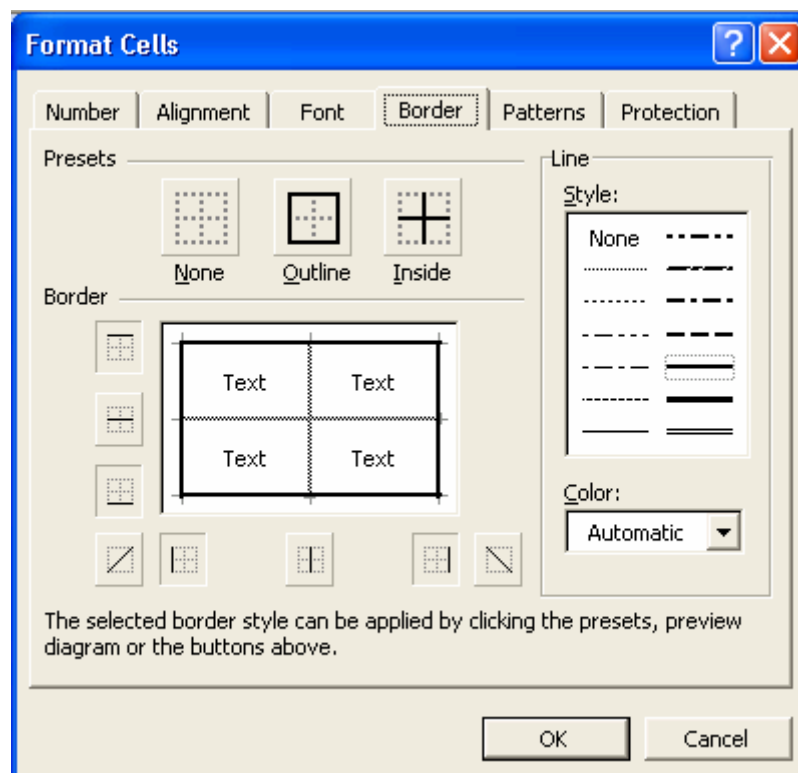 Format Cells
?
Number Alignment Font Border Patterns Protection
Presets
None Outline Inside
Border
Text Text
Text Text
Line
Style:
None
Color:
Automatic
The selected border style can be applied by clicking the presets, preview
diagram or the buttons above.
OK Cancel